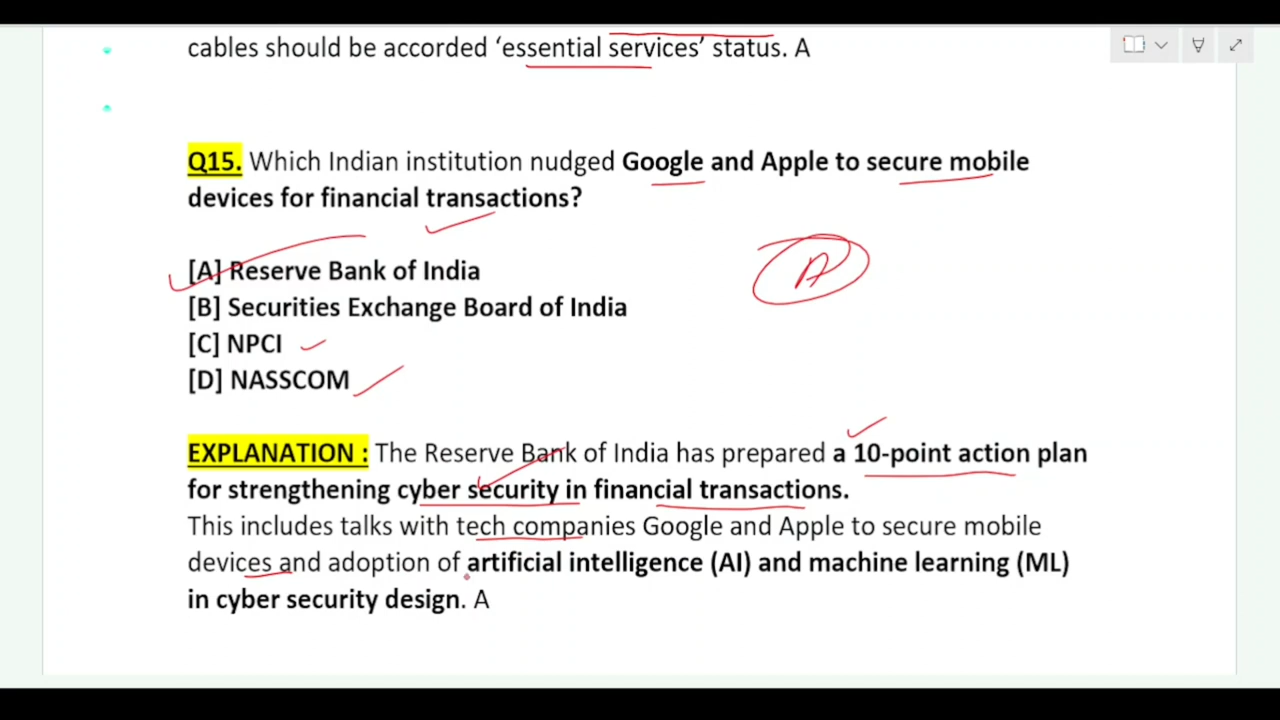 cables should be accorded ‘essential services’ status. A
Q15. Which Indian institution nudged Google and Apple to secure mobile
devices for financial transactions?
[A] Reserve Bank of India
A
[B] Securities Exchange Board of India
[C] NPCI
[D] NASSCOM
EXPLANATION : The Reserve Bank of India has prepared a 10-point action plan
for strengthening cyber security in financial transactions.
This includes talks with tech companies Google and Apple to secure mobile
devices and adoption of artificial intelligence (AI) and machine learning (ML)
in cyber security design. A